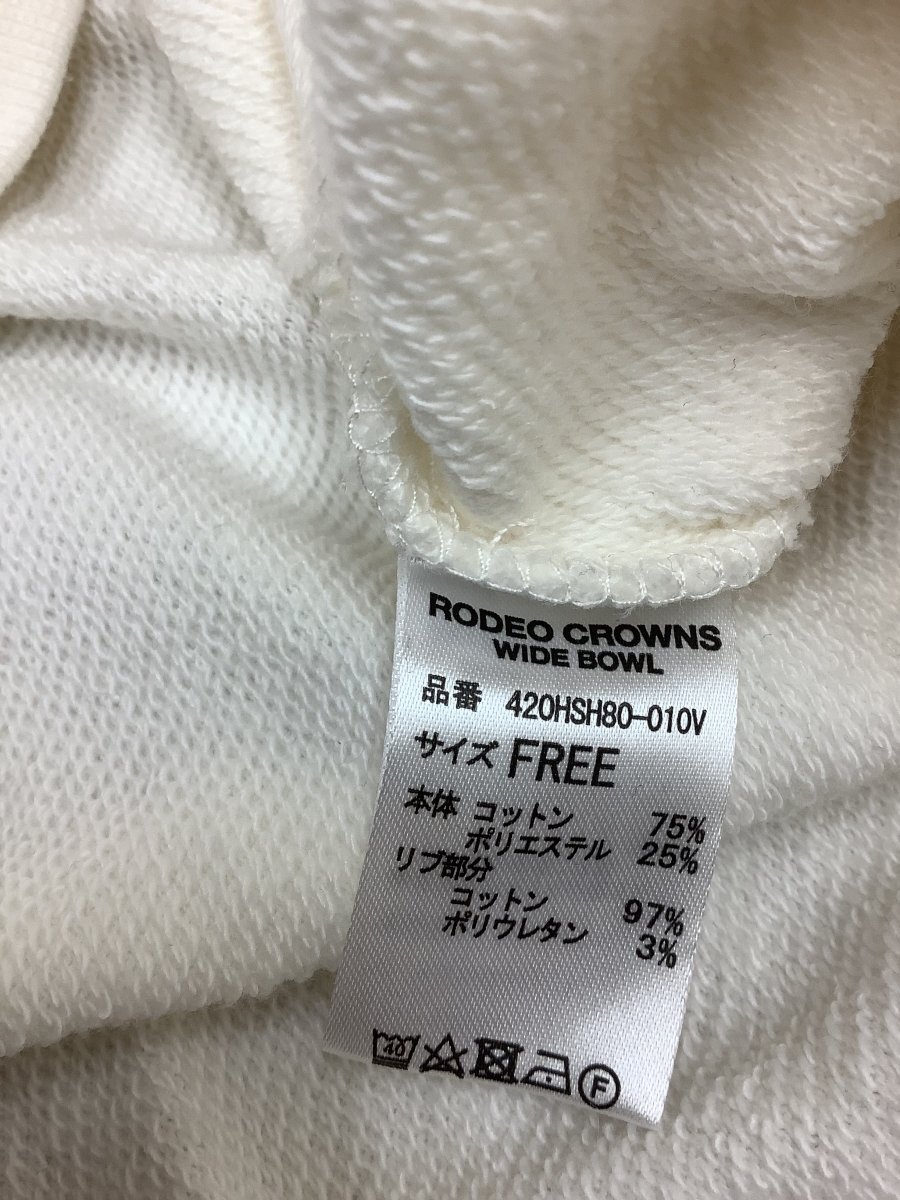 RODEO CROWNS
WIDE BOWL
品番 420HSH80-010V
サイズ FREE
本体 コットン 75%
ポリエステル 25%
リブ部分
コットン 97%
ポリウレタン 3%
F